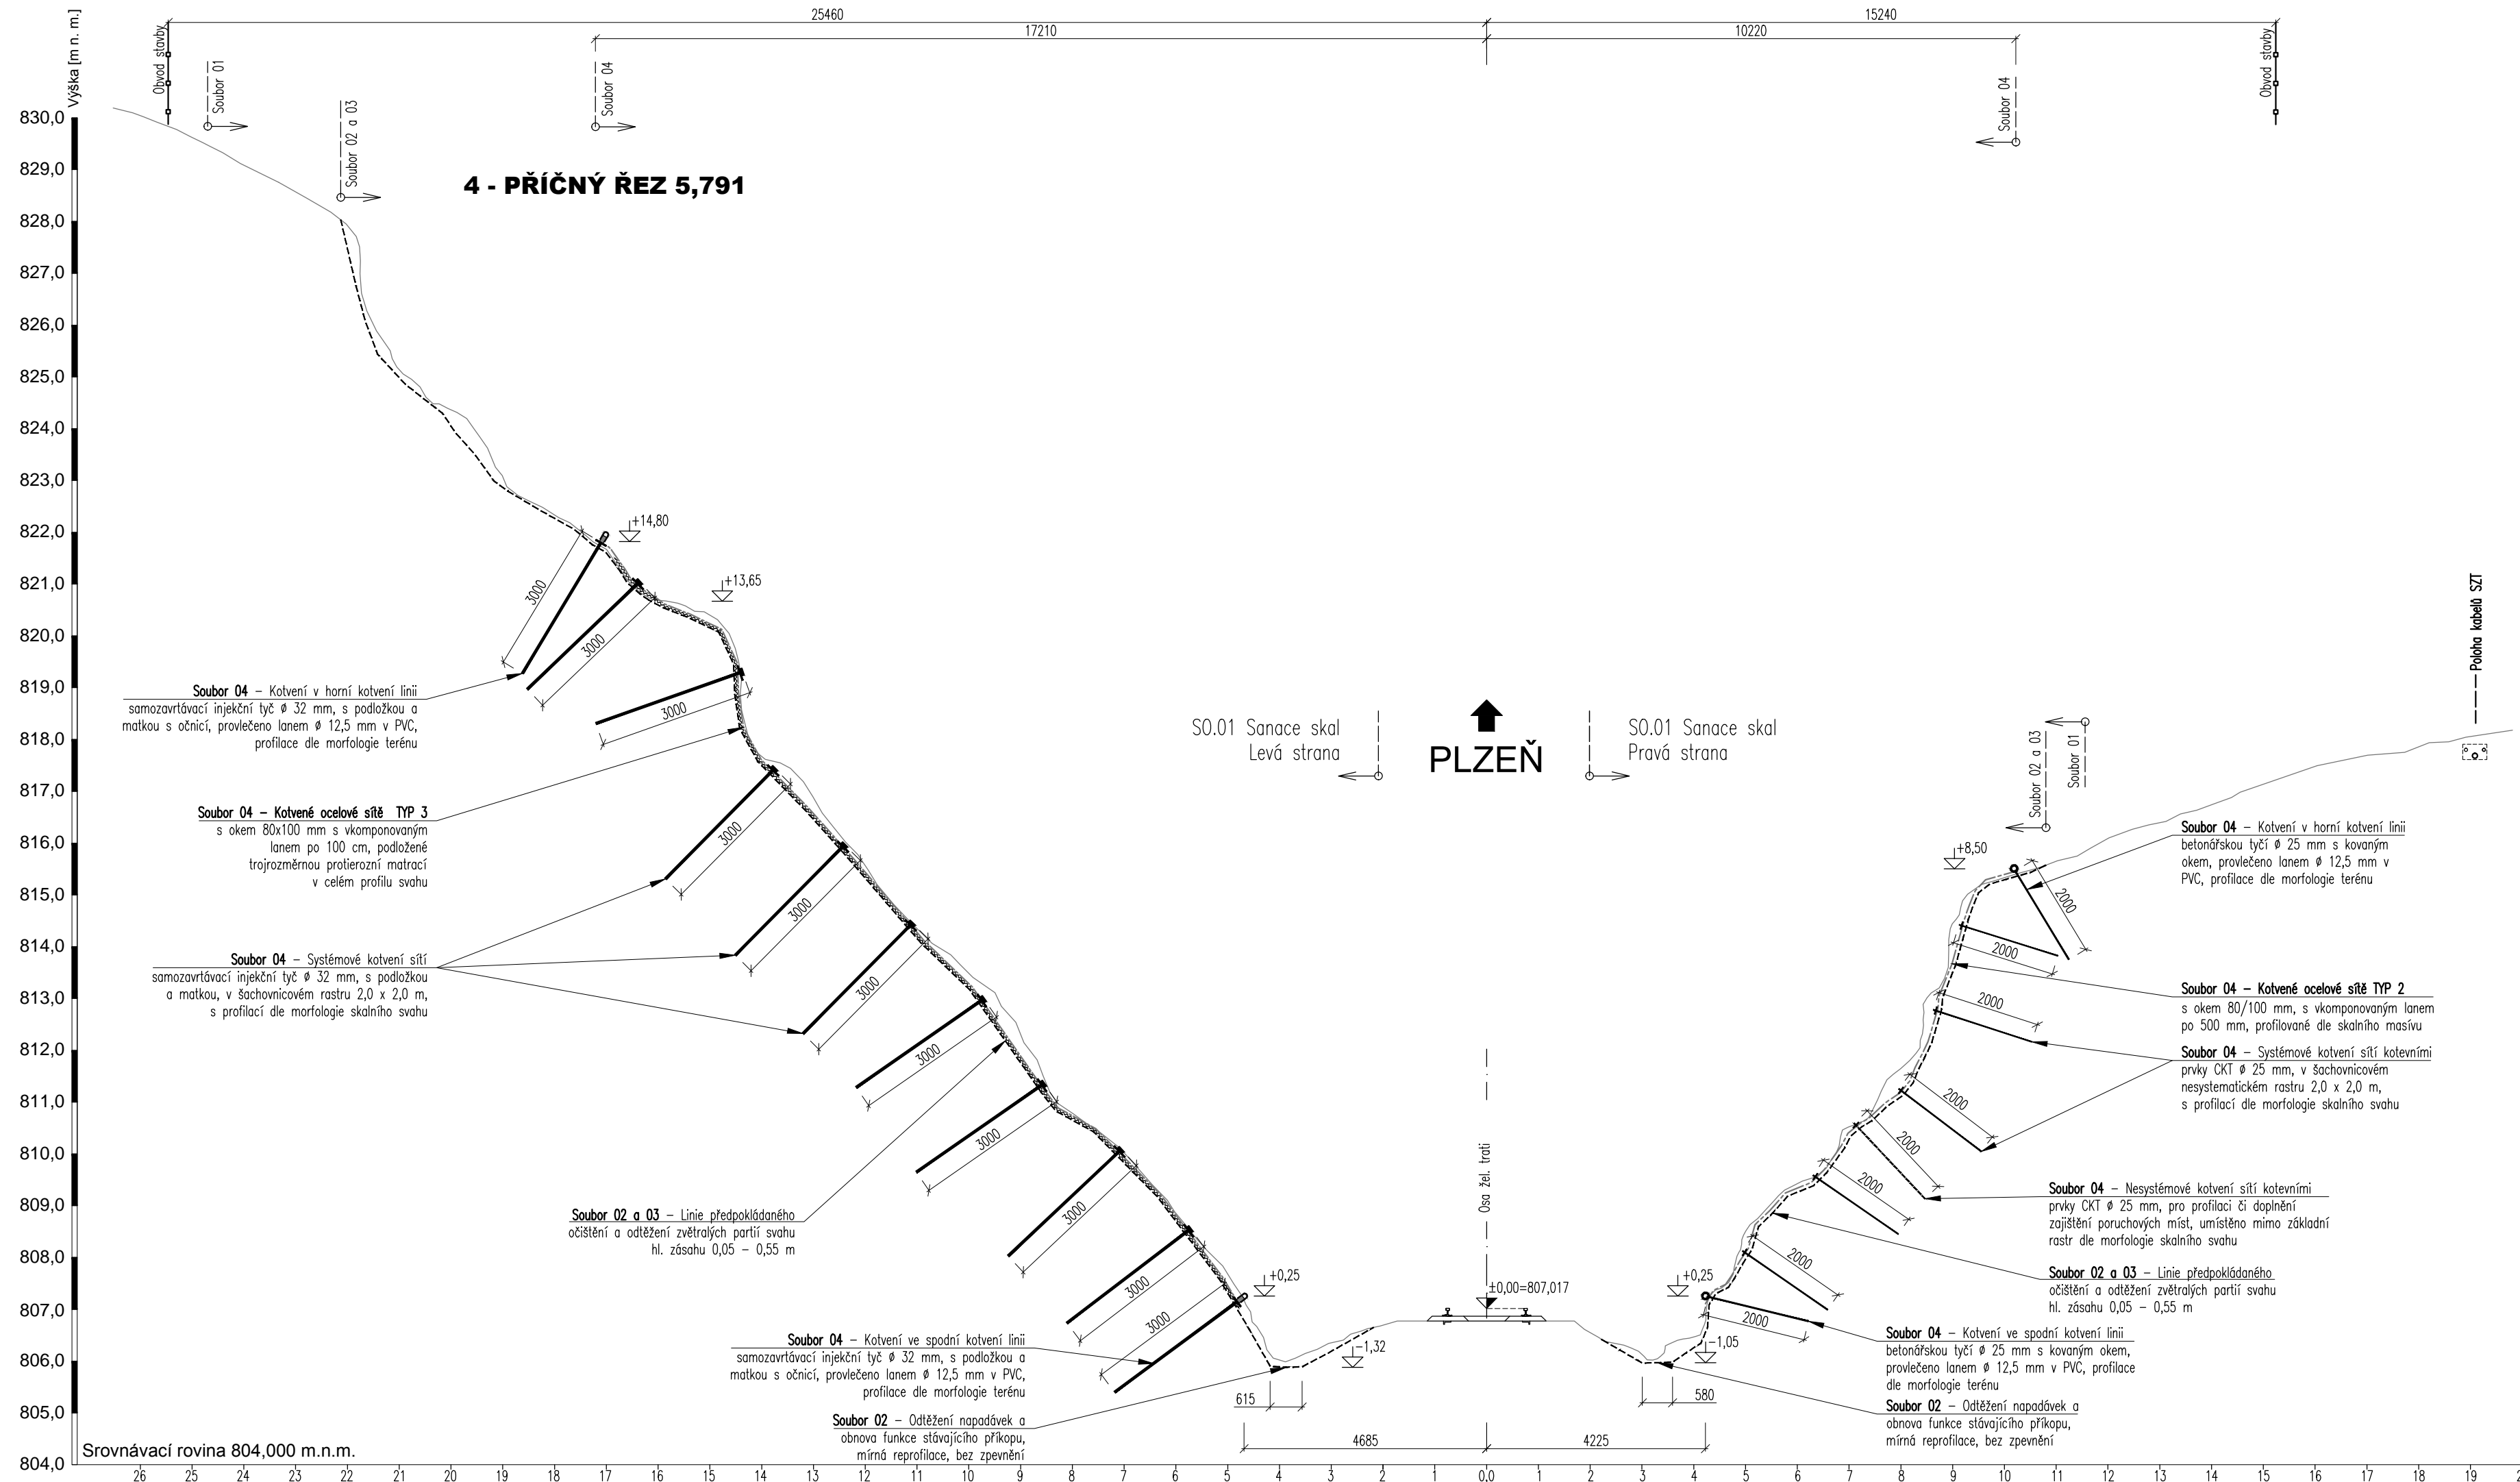 25460
15240
17210
10220
Výška [m n. m.]
Obvod stavby
Soubor 01
Soubor 02 a 03
Soubor 04
Soubor 04
Obvod stavby
4 - PŘÍČNÝ ŘEZ 5,791
830,0
829,0
828,0
827,0
826,0
825,0
824,0
823,0
822,0
821,0
820,0
819,0
818,0
817,0
816,0
815,0
814,0
813,0
812,0
811,0
810,0
809,0
808,0
807,0
806,0
805,0
804,0
+14,80
+13,65
3000
3000
3000
3000
3000
3000
3000
3000
3000
3000
3000
Soubor 04 – Kotvení v horní kotvení linii
samozavrtávací injekční tyč ø 32 mm, s podložkou a
matkou s očnicí, provlečeno lanem ø 12,5 mm v PVC,
profilace dle morfologie terénu
Soubor 04 – Kotvené ocelové sítě TYP 3
s okem 80x100 mm s vkomponovaným
lanem po 100 cm, podložené
trojrozměrnou protierozní matrací
v celém profilu svahu
Soubor 04 – Systémové kotvení sítí
samozavrtávací injekční tyč ø 32 mm, s podložkou
a matkou, v šachovnicovém rastru 2,0 x 2,0 m,
s profilací dle morfologie skalního svahu
Soubor 02 a 03 – Linie předpokládaného
očištění a odtěžení zvětralých partií svahu
hl. zásahu 0,05 – 0,55 m
Soubor 04 – Kotvení ve spodní kotvení linii
samozavrtávací injekční tyč ø 32 mm, s podložkou a
matkou s očnicí, provlečeno lanem ø 12,5 mm v PVC,
profilace dle morfologie terénu
Soubor 02 – Odtěžení napadávek a
obnova funkce stávajícího příkopu,
mírná reprofilace, bez zpevnění
SO.01 Sanace skal
Levá strana
PLZEŇ
SO.01 Sanace skal
Pravá strana
Osa žel. trati
±0,00=807,017
+0,25
-1,32
615
4685
4225
+0,25
-1,05
580
+8,50
2000
2000
2000
2000
2000
2000
2000
2000
Soubor 02 a 03
Soubor 01
Poloha kabelů SZT
Soubor 04 – Kotvení v horní kotvení linii
betonářskou tyčí ø 25 mm s kovaným
okem, provlečeno lanem ø 12,5 mm v
PVC, profilace dle morfologie terénu
Soubor 04 – Kotvené ocelové sítě TYP 2
s okem 80/100 mm, s vkomponovaným lanem
po 500 mm, profilované dle skalního masívu
Soubor 04 – Systémové kotvení sítí kotevními
prvky CKT ø 25 mm, v šachovnicovém
nesystematickém rastru 2,0 x 2,0 m,
s profilací dle morfologie skalního svahu
Soubor 04 – Nesystémové kotvení sítí kotevními
prvky CKT ø 25 mm, pro profilaci či doplnění
zajištění poruchových míst, umístěno mimo základní
rastr dle morfologie skalního svahu
Soubor 02 a 03 – Linie předpokládaného
očištění a odtěžení zvětralých partií svahu
hl. zásahu 0,05 – 0,55 m
Soubor 04 – Kotvení ve spodní kotvení linii
betonářskou tyčí ø 25 mm s kovaným okem,
provlečeno lanem ø 12,5 mm v PVC, profilace
dle morfologie terénu
Soubor 02 – Odtěžení napadávek a
obnova funkce stávajícího příkopu,
mírná reprofilace, bez zpevnění
Srovnávací rovina 804,000 m.n.m.
26 25 24 23 22 21 20 19 18 17 16 15 14 13 12 11 10 9 8 7 6 5 4 3 2 1 0.0 1 2 3 4 5 6 7 8 9 10 11 12 13 14 15 16 17 18 19